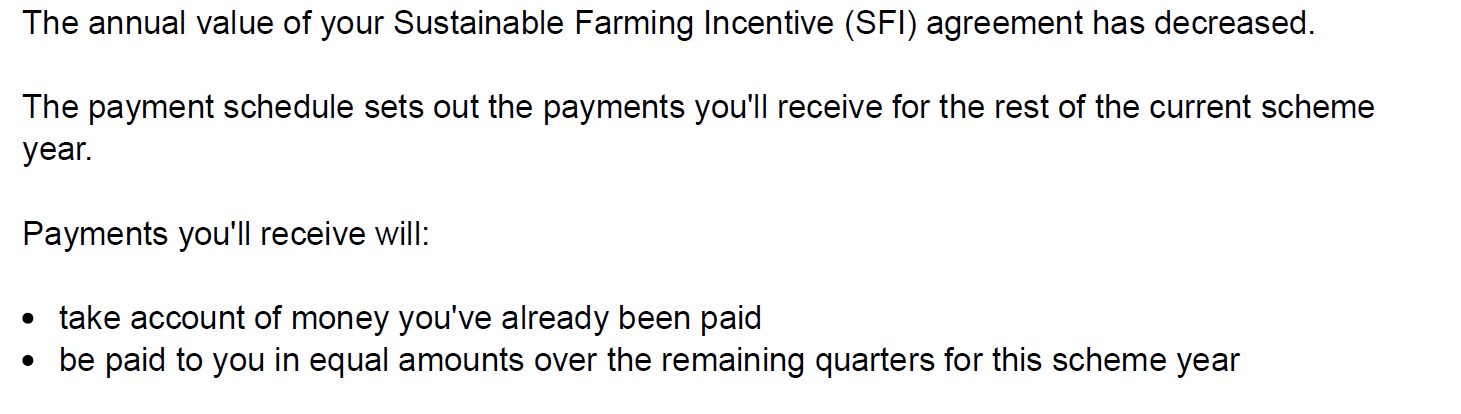 The annual value of your Sustainable Farming Incentive (SFI) agreement has decreased.
The payment schedule sets out the payments you'll receive for the rest of the current scheme
year.
Payments you'll receive will:
• take account of money you've already been paid
• be paid to you in equal amounts over the remaining quarters for this scheme year